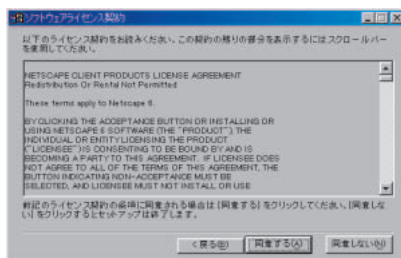 ソフトウェアライセンス契約
以下のライセンス契約をお読みください。この契約の残りの部分を表示するにはスクロールバー
を使用してください。
NETSCAPE CLIENT PRODUCTS LICENSE AGREEMENT
Redistribution Or Rental Not Permitted
These terms apply to Netscape 6.
BY CLICKING THE ACCEPTANCE BUTTON OR INSTALLING OR
USING NETSCAPE 6 SOFTWARE (THE "PRODUCT"), THE
INDIVIDUAL OR ENTITY LICENSING THE PRODUCT
("LICENSEE") IS CONSENTING TO BE BOUND BY AND IS
BECOMING A PARTY TO THIS AGREEMENT. IF LICENSEE DOES
NOT AGREE TO ALL OF THE TERMS OF THIS AGREEMENT, THE
BUTTON INDICATING NON-ACCEPTANCE MUST BE
SELECTED, AND LICENSEE MUST NOT INSTALL OR USE
前記のライセンス契約の条項に同意される場合は[同意する]をクリックしてください。[同意しな
い]をクリックするとセットアップは終了します。
< 戻る(B)
同意する(A)
同意しない(N)